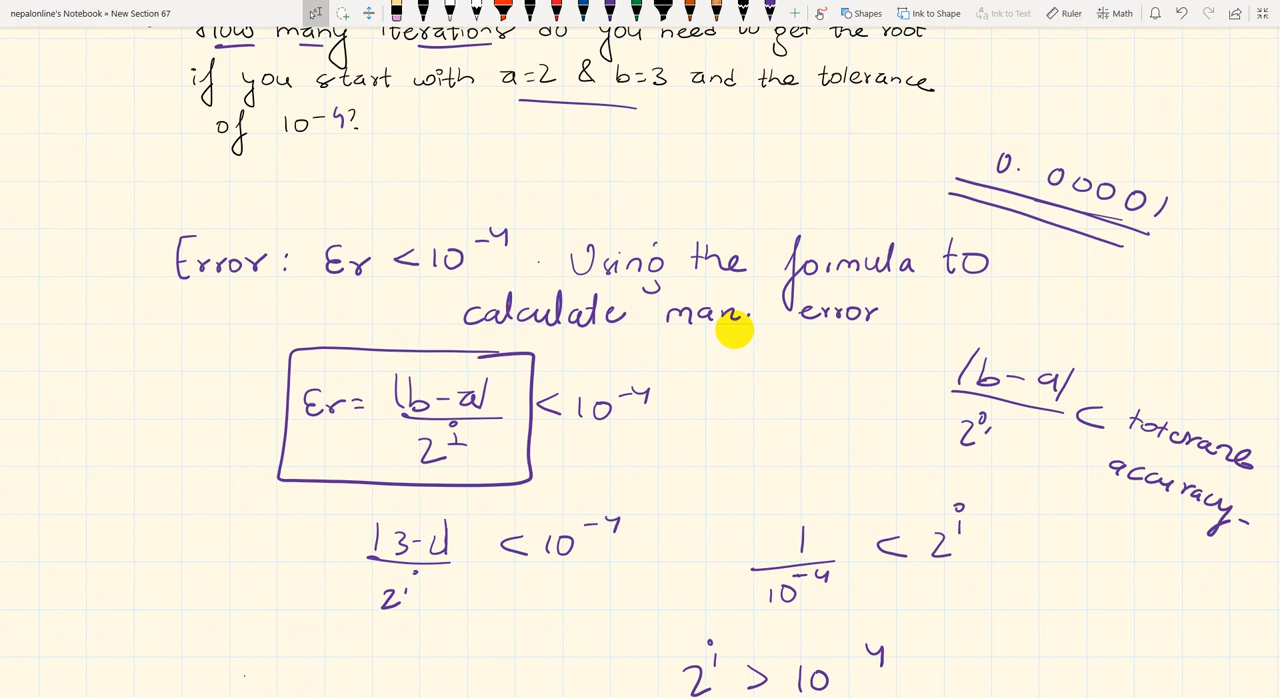 nepalonline's Notebook » New Section 67
Shapes Ink to Shape Ink to Text Ruler Math
How many iterations do you need to get the root
if you start with a=2 & b=3 and the tolerance
of 10⁻⁴?
0.00001
Error: Er < 10⁻⁴. Using the formula to
calculate max. error
Er = |b-a| / 2ⁱ < 10⁻⁴
|b-a| / 2ⁱ < tolerance
accuracy-
|3-2| / 2ⁱ < 10⁻⁴
1 / 10⁻⁴ < 2ⁱ
2ⁱ > 10⁴